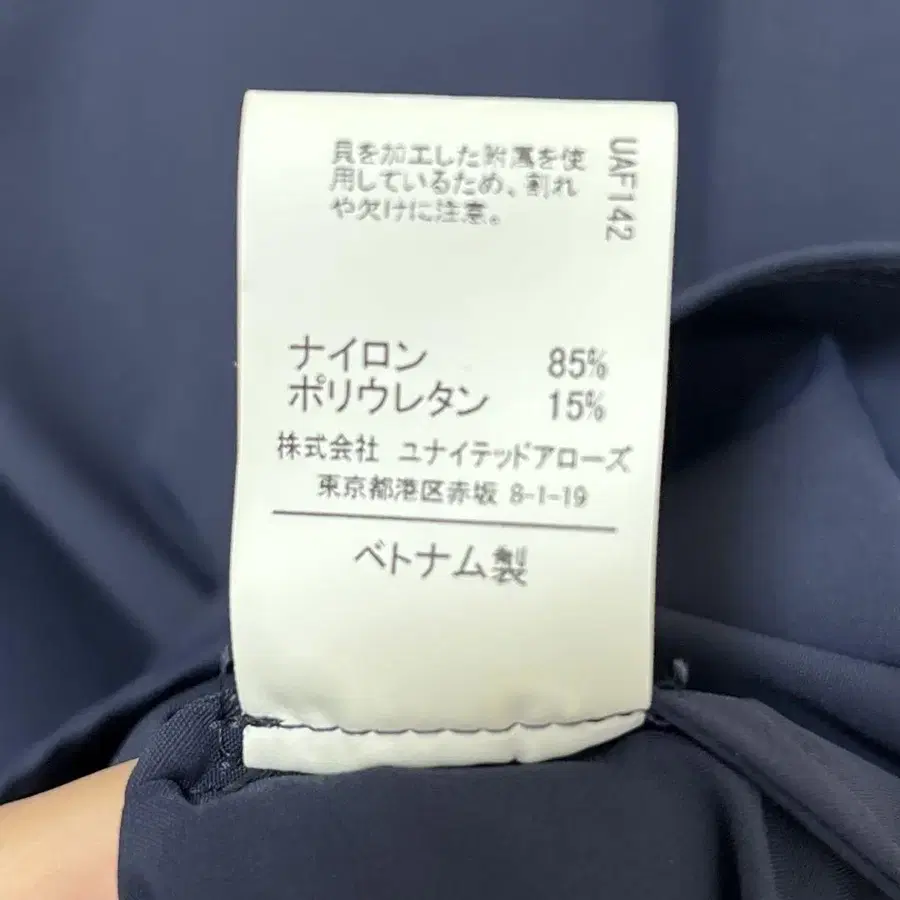 貝を加工した附属を使
用しているため、割れ
や欠けに注意。
UAF142
ナイロン 85%
ポリウレタン 15%
株式会社 ユナイテッドアローズ
東京都港区赤坂 8-1-19
ベトナム製